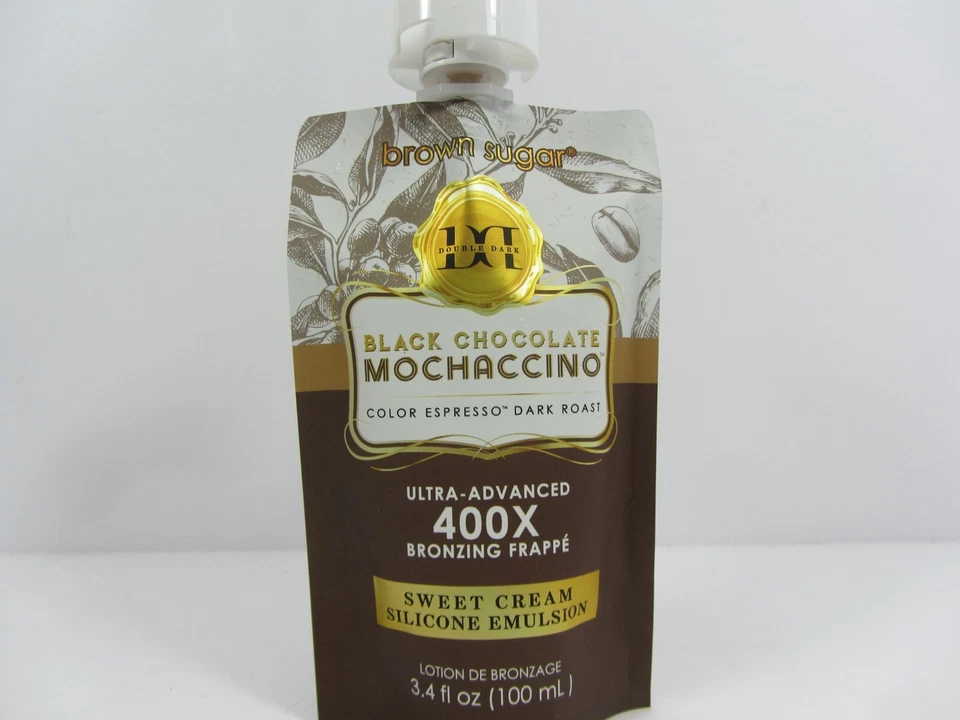 brown sugar®
DD
DOUBLE DARK
BLACK CHOCOLATE
MOCHACCINO™
COLOR ESPRESSO™ DARK ROAST
ULTRA-ADVANCED
400X
BRONZING FRAPPÉ
SWEET CREAM
SILICONE EMULSION
LOTION DE BRONZAGE
3.4 fl oz (100 mL)